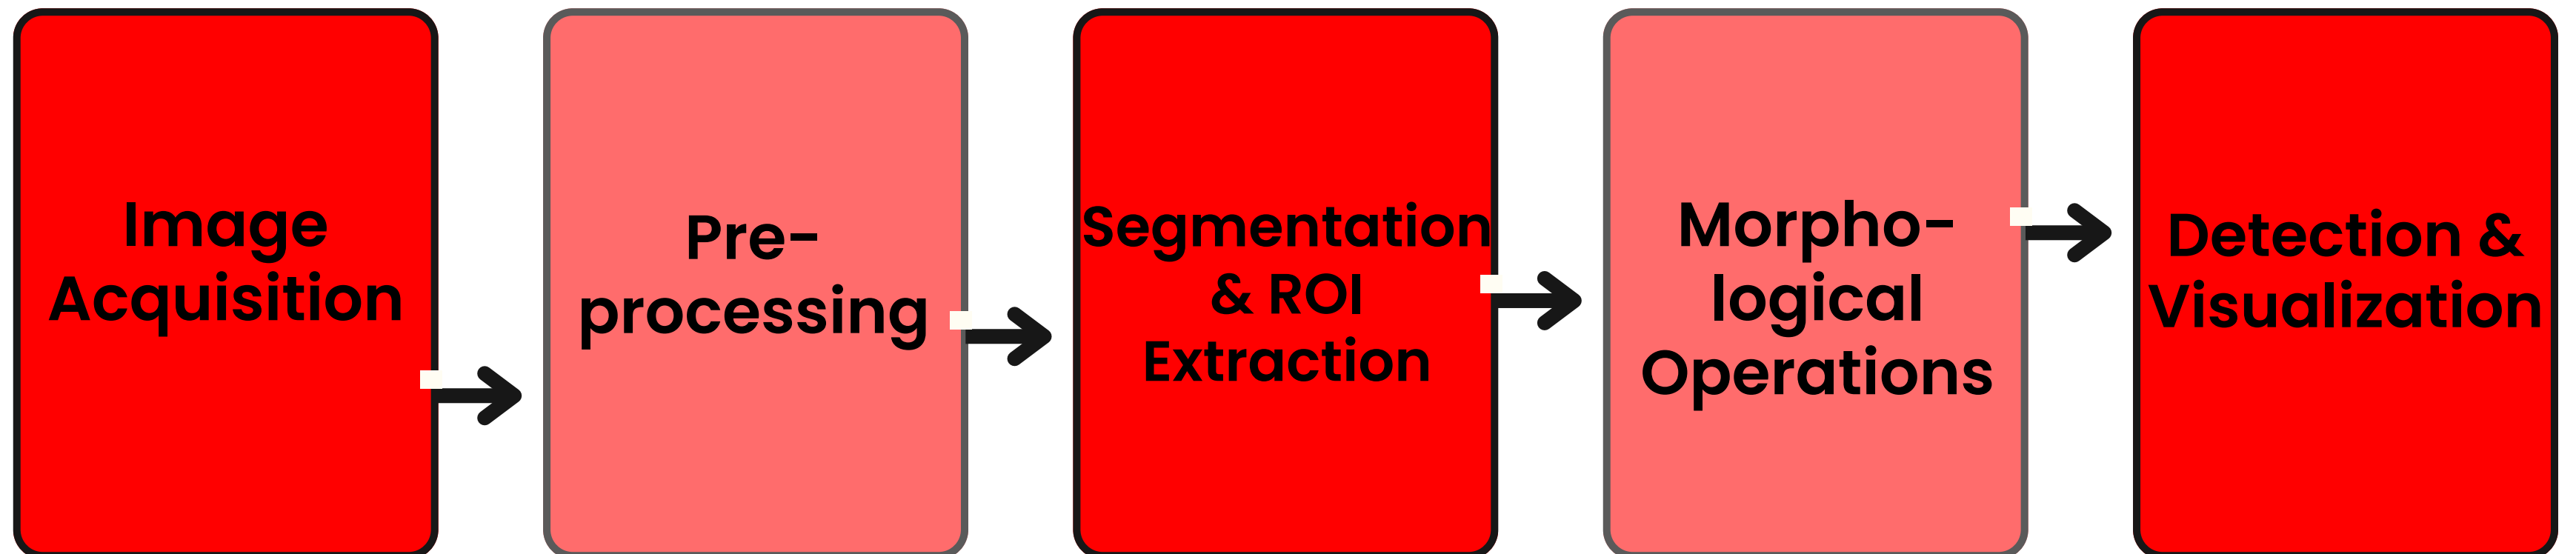 Image
Acquisition
Pre-
processing
Segmentation
& ROI
Extraction
Morpho-
logical
Operations
Detection &
Visualization